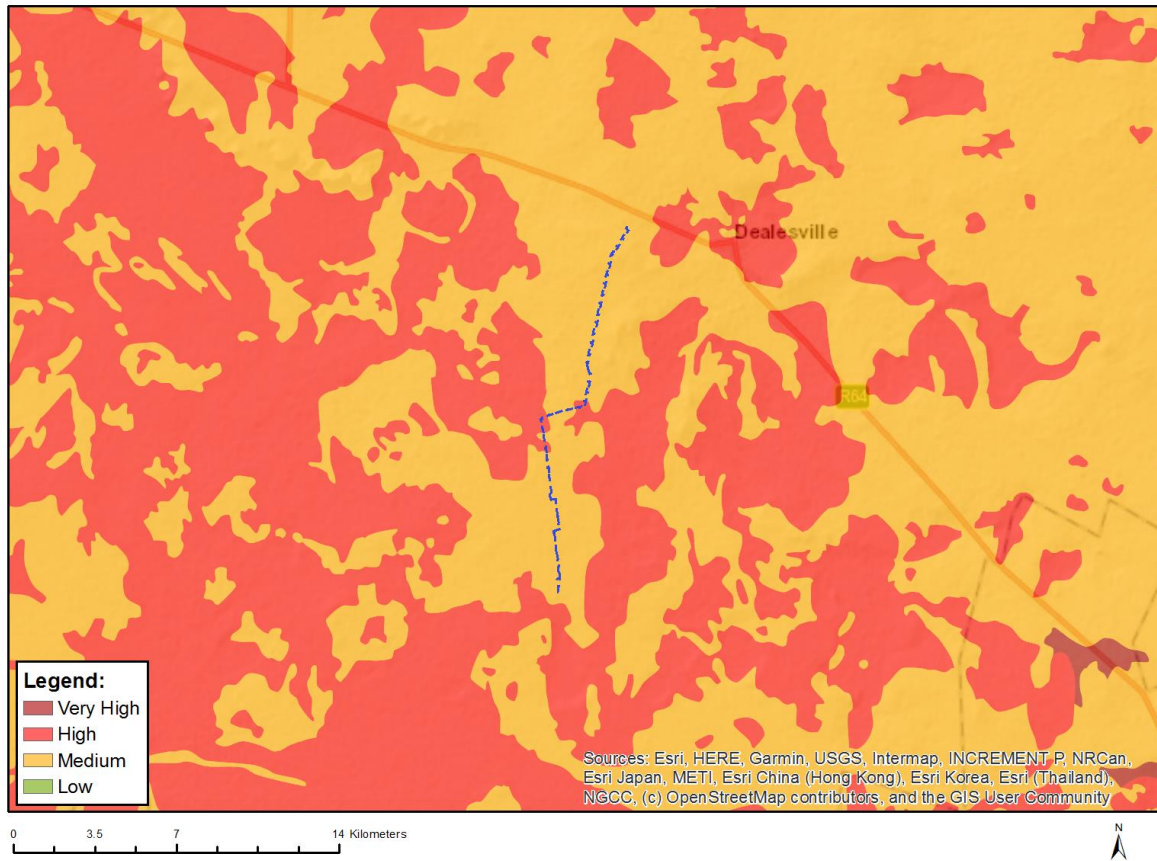 Dealesville
R64
Legend:
Very High
High
Medium
Low
Sources: Esri, HERE, Garmin, USGS, Intermap, INCREMENT P, NRCan,
Esri Japan, METI, Esri China (Hong Kong), Esri Korea, Esri (Thailand),
NGCC, (c) OpenStreetMap contributors, and the GIS User Community
0 3.5 7 14 Kilometers
N